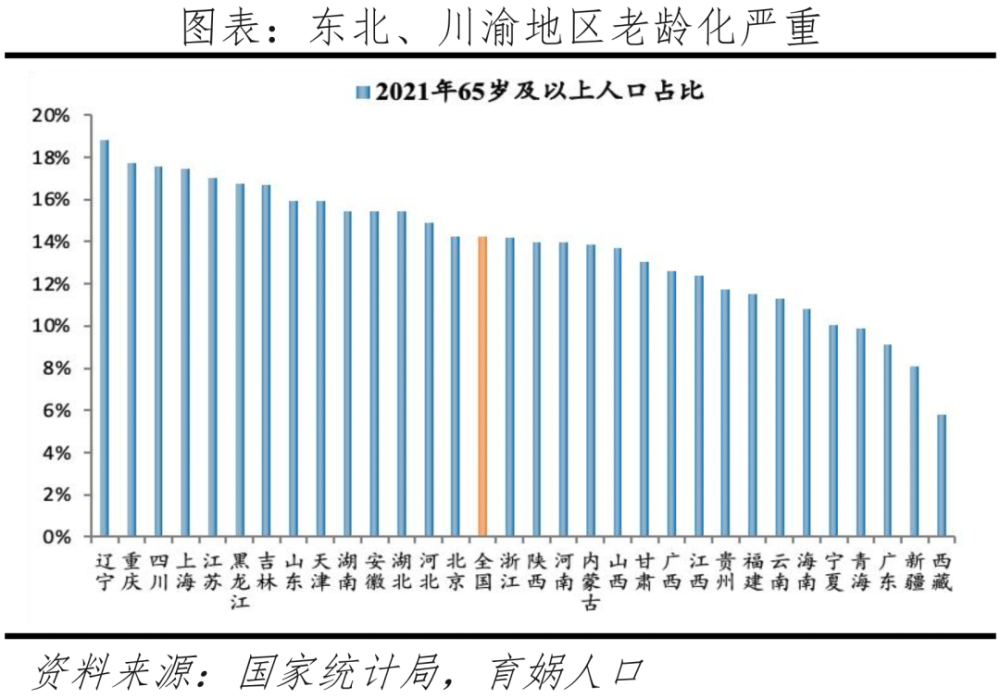 图表：东北、川渝地区老龄化严重
2021年65岁及以上人口占比
20%
18%
16%
14%
12%
10%
8%
6%
4%
2%
0%
辽宁
重庆
四川
上海
江苏
黑龙江
吉林
山东
天津
湖南
安徽
湖北
河北
北京
全国
浙江
陕西
河南
内蒙古
山西
甘肃
广西
江西
贵州
福建
云南
海南
宁夏
青海
广东
新疆
西藏
资料来源：国家统计局，育娲人口